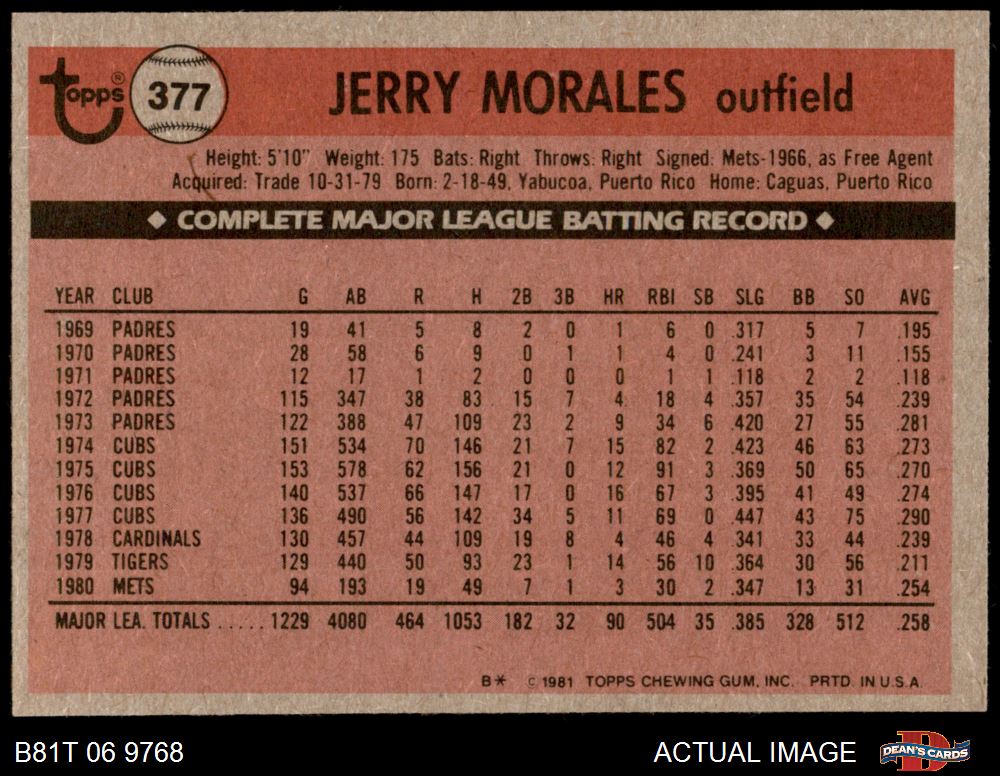 Topps® 377 JERRY MORALES outfield
Height: 5'10" Weight: 175 Bats: Right Throws: Right Signed: Mets-1966, as Free Agent
Acquired: Trade 10-31-79 Born: 2-18-49, Yabucoa, Puerto Rico Home: Caguas, Puerto Rico
◆ COMPLETE MAJOR LEAGUE BATTING RECORD ◆
YEAR CLUB G AB R H 2B 3B HR RBI SB SLG BB SO AVG
1969 PADRES 19 41 5 8 2 0 1 6 0 .317 5 7 .195
1970 PADRES 28 58 6 9 0 1 1 4 0 .241 3 11 .155
1971 PADRES 12 17 1 2 0 0 0 1 1 .118 2 2 .118
1972 PADRES 115 347 38 83 15 7 4 18 4 .357 35 54 .239
1973 PADRES 122 388 47 109 23 2 9 34 6 .420 27 55 .281
1974 CUBS 151 534 70 146 21 7 15 82 2 .423 46 63 .273
1975 CUBS 153 578 62 156 21 0 12 91 3 .369 50 65 .270
1976 CUBS 140 537 66 147 17 0 16 67 3 .395 41 49 .274
1977 CUBS 136 490 56 142 34 5 11 69 0 .447 43 75 .290
1978 CARDINALS 130 457 44 109 19 8 4 46 4 .341 33 44 .239
1979 TIGERS 129 440 50 93 23 1 14 56 10 .364 30 56 .211
1980 METS 94 193 19 49 7 1 3 30 2 .347 13 31 .254
MAJOR LEA. TOTALS ..... 1229 4080 464 1053 182 32 90 504 35 .385 328 512 .258
B* © 1981 TOPPS CHEWING GUM, INC. PRTD. IN U.S.A.
B81T 06 9768 ACTUAL IMAGE DEAN'S CARDS